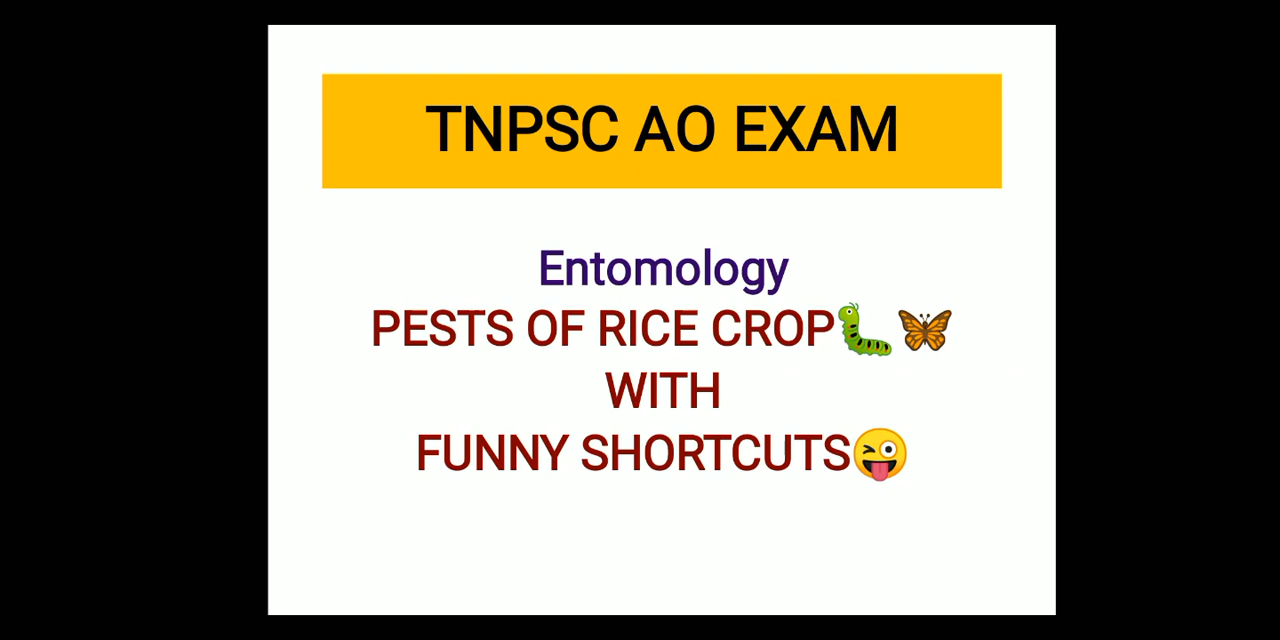 TNPSC AO EXAM
Entomology
PESTS OF RICE CROP🐛🦋
WITH
FUNNY SHORTCUTS😜